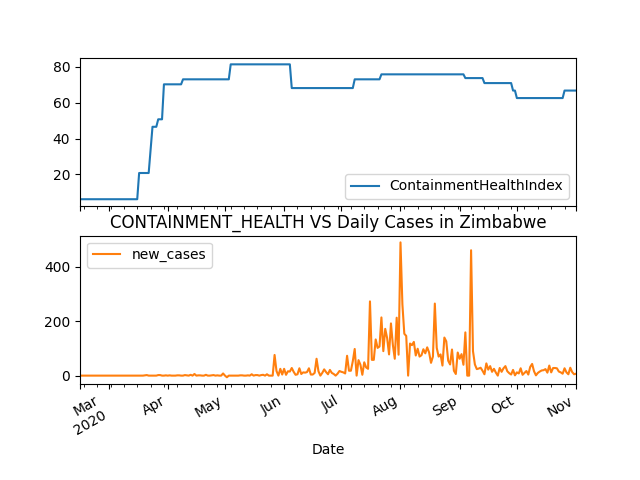 80
60
40
20
ContainmentHealthIndex
CONTAINMENT_HEALTH VS Daily Cases in Zimbabwe
new_cases
400
200
0
Mar
2020
Apr
May
Jun
Jul
Aug
Sep
Oct
Nov
Date